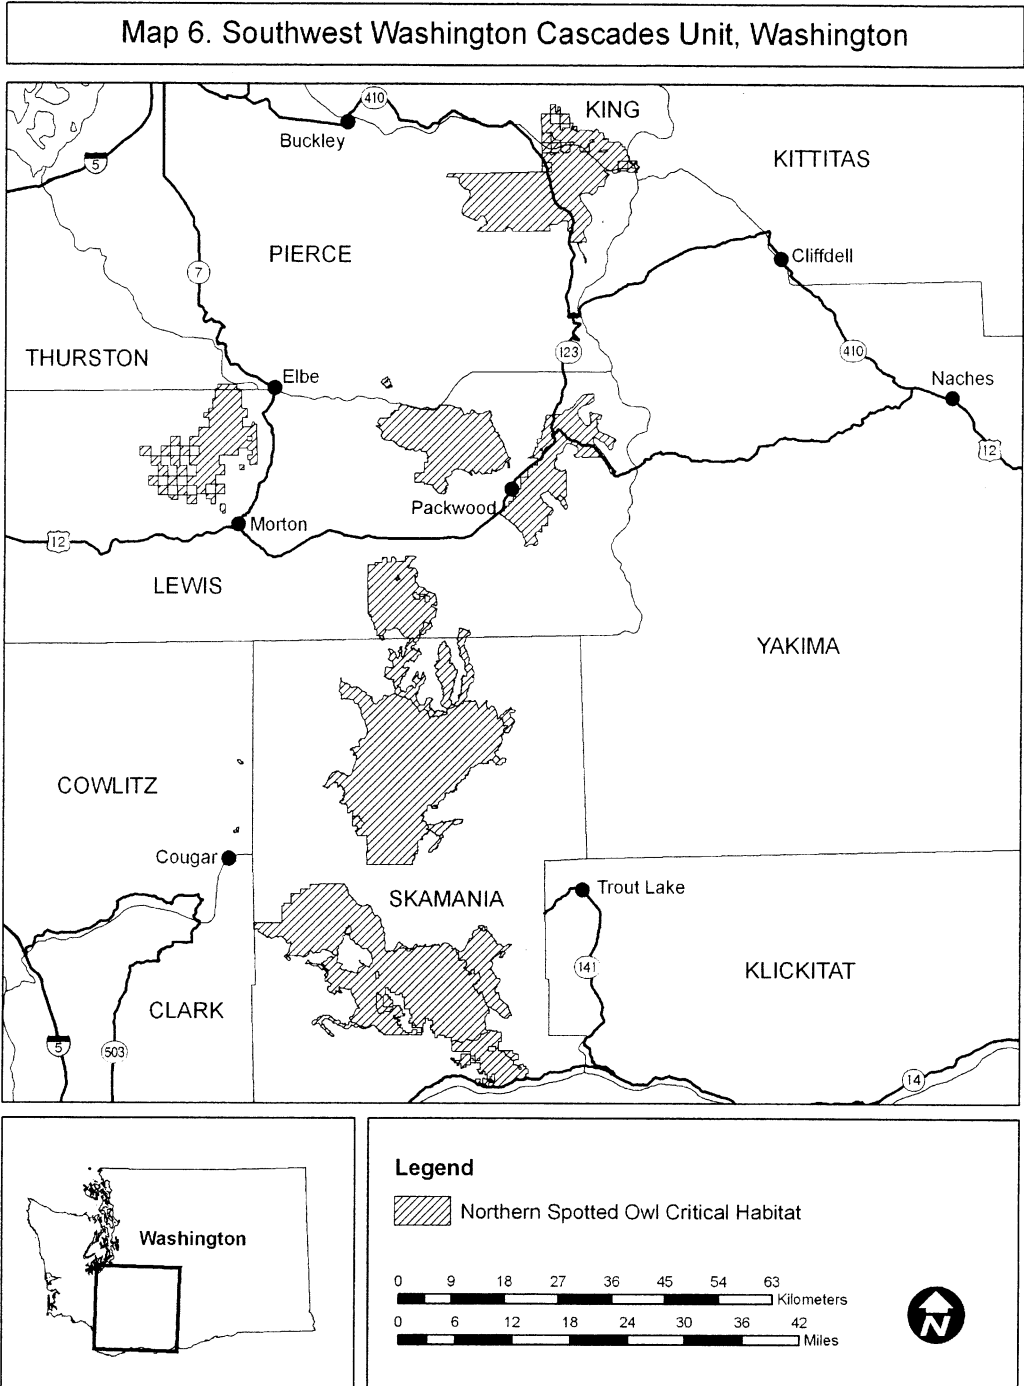 Map 6. Southwest Washington Cascades Unit, Washington
410
KING
Buckley
KITTITAS
5
PIERCE
Cliffdell
7
THURSTON
123
410
Elbe
Naches
12
Packwood
Morton
12
LEWIS
YAKIMA
COWLITZ
Cougar
Trout Lake
SKAMANIA
141
KLICKITAT
CLARK
5
503
14
Washington
Legend
Northern Spotted Owl Critical Habitat
0 9 18 27 36 45 54 63
Kilometers
0 6 12 18 24 30 36 42
Miles
N